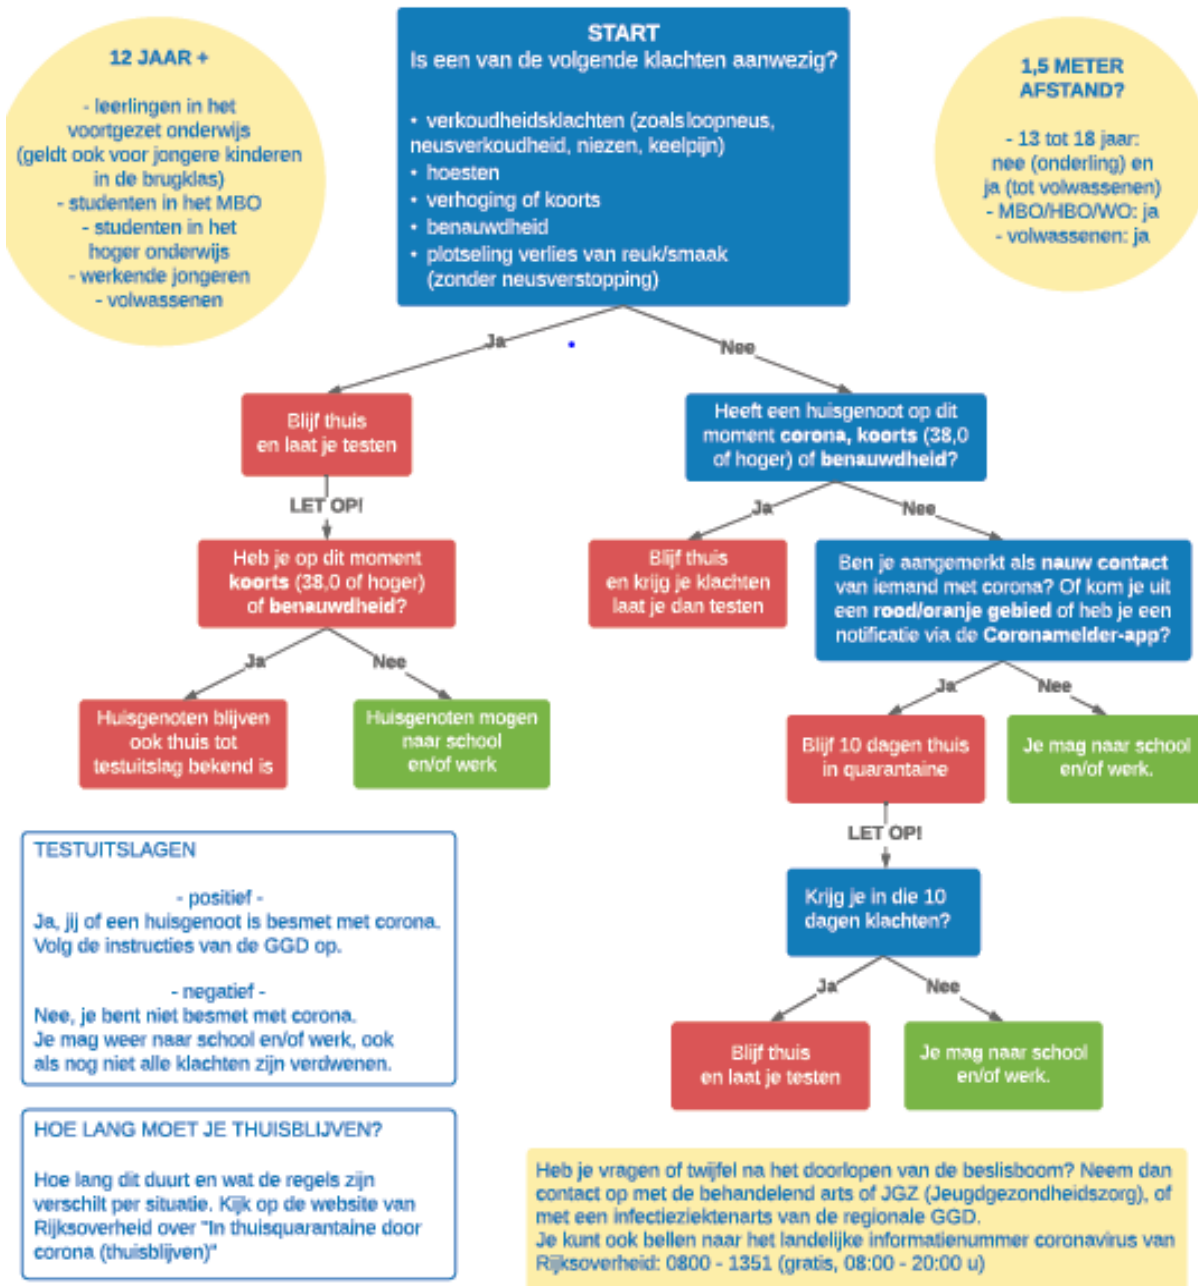 12 JAAR +
- leerlingen in het
voortgezet onderwijs
(geldt ook voor jongere kinderen
in de brugklas)
- studenten in het MBO
- studenten in het
hoger onderwijs
- werkende jongeren
- volwassenen
START
Is een van de volgende klachten aanwezig?
• verkoudheidsklachten (zoals loopneus,
neusverkoudheid, niezen, keelpijn)
• hoesten
• verhoging of koorts
• benauwdheid
• plotseling verlies van reuk/smaak
(zonder neusverstopping)
1,5 METER
AFSTAND?
- 13 tot 18 jaar:
nee (onderling) en
ja (tot volwassenen)
- MBO/HBO/WO: ja
- volwassenen: ja
Ja
Nee
Blijf thuis
en laat je testen
Heeft een huisgenoot op dit
moment corona, koorts (38,0
of hoger) of benauwdheid?
LET OP!
Ja
Nee
Heb je op dit moment
koorts (38,0 of hoger)
of benauwdheid?
Blijf thuis
en krijg je klachten
laat je dan testen
Ben je aangemerkt als nauw contact
van iemand met corona? Of kom je uit
een rood/oranje gebied of heb je een
notificatie via de Coronamelder-app?
Ja
Nee
Ja
Nee
Huisgenoten blijven
ook thuis tot
testuitslag bekend is
Huisgenoten mogen
naar school
en/of werk
Blijf 10 dagen thuis
in quarantaine
Je mag naar school
en/of werk.
LET OP!
Krijg je in die 10
dagen klachten?
Ja
Nee
Blijf thuis
en laat je testen
Je mag naar school
en/of werk.
TESTUITSLAGEN
- positief -
Ja, jij of een huisgenoot is besmet met corona.
Volg de instructies van de GGD op.
- negatief -
Nee, je bent niet besmet met corona.
Je mag weer naar school en/of werk, ook
als nog niet alle klachten zijn verdwenen.
HOE LANG MOET JE THUISBLIJVEN?
Hoe lang dit duurt en wat de regels zijn
verschilt per situatie. Kijk op de website van
Rijksoverheid over "In thuisquarantaine door
corona (thuisblijven)"
Heb je vragen of twijfel na het doorlopen van de beslisboom? Neem dan
contact op met de behandelend arts of JGZ (Jeugdgezondheidszorg), of
met een infectieziektenarts van de regionale GGD.
Je kunt ook bellen naar het landelijke informatienummer coronavirus van
Rijksoverheid: 0800 - 1351 (gratis, 08:00 - 20:00 u)